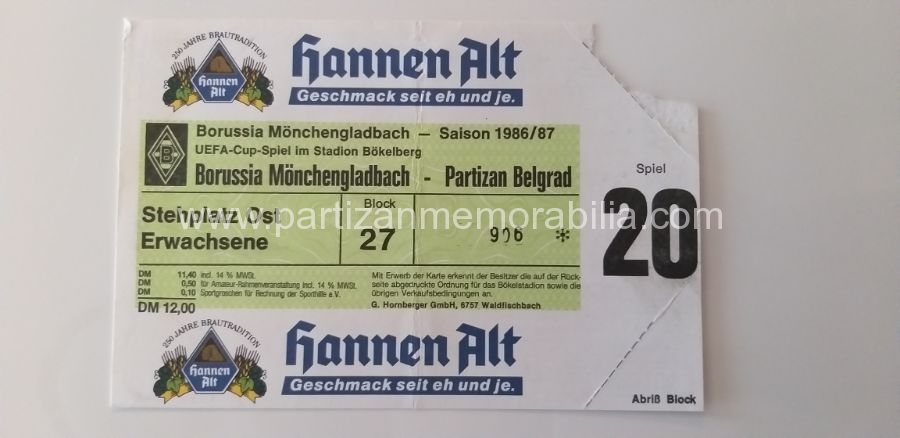 250 JAHRE BRAUTRADITION
Hannen
Alt
Hannen Alt
Geschmack seit eh und je.
Borussia Mönchengladbach — Saison 1986/87
UEFA-Cup-Spiel im Stadion Bökelberg
Borussia Mönchengladbach - Partizan Belgrad
Spiel
20
Stehplatz Ost
Erwachsene
Block
27
906 *
www.partizanmemorabilia.com
DM 11,40 incl. 14 % MWSt.
DM 0,50 für Amateur-Rahmenveranstaltung incl. 14 % MWSt.
DM 0,10 Sportgroschen für Rechnung der Sporthilfe e.V.
DM 12,00
Mit Erwerb der Karte erkennt der Besitzer die auf der Rück-
seite abgedruckte Ordnung für das Bökelstadion sowie die
übrigen Verkaufsbedingungen an.
G. Hornberger GmbH, 6757 Waldfischbach
250 JAHRE BRAUTRADITION
Hannen
Alt
Hannen Alt
Geschmack seit eh und je.
Abriß Block